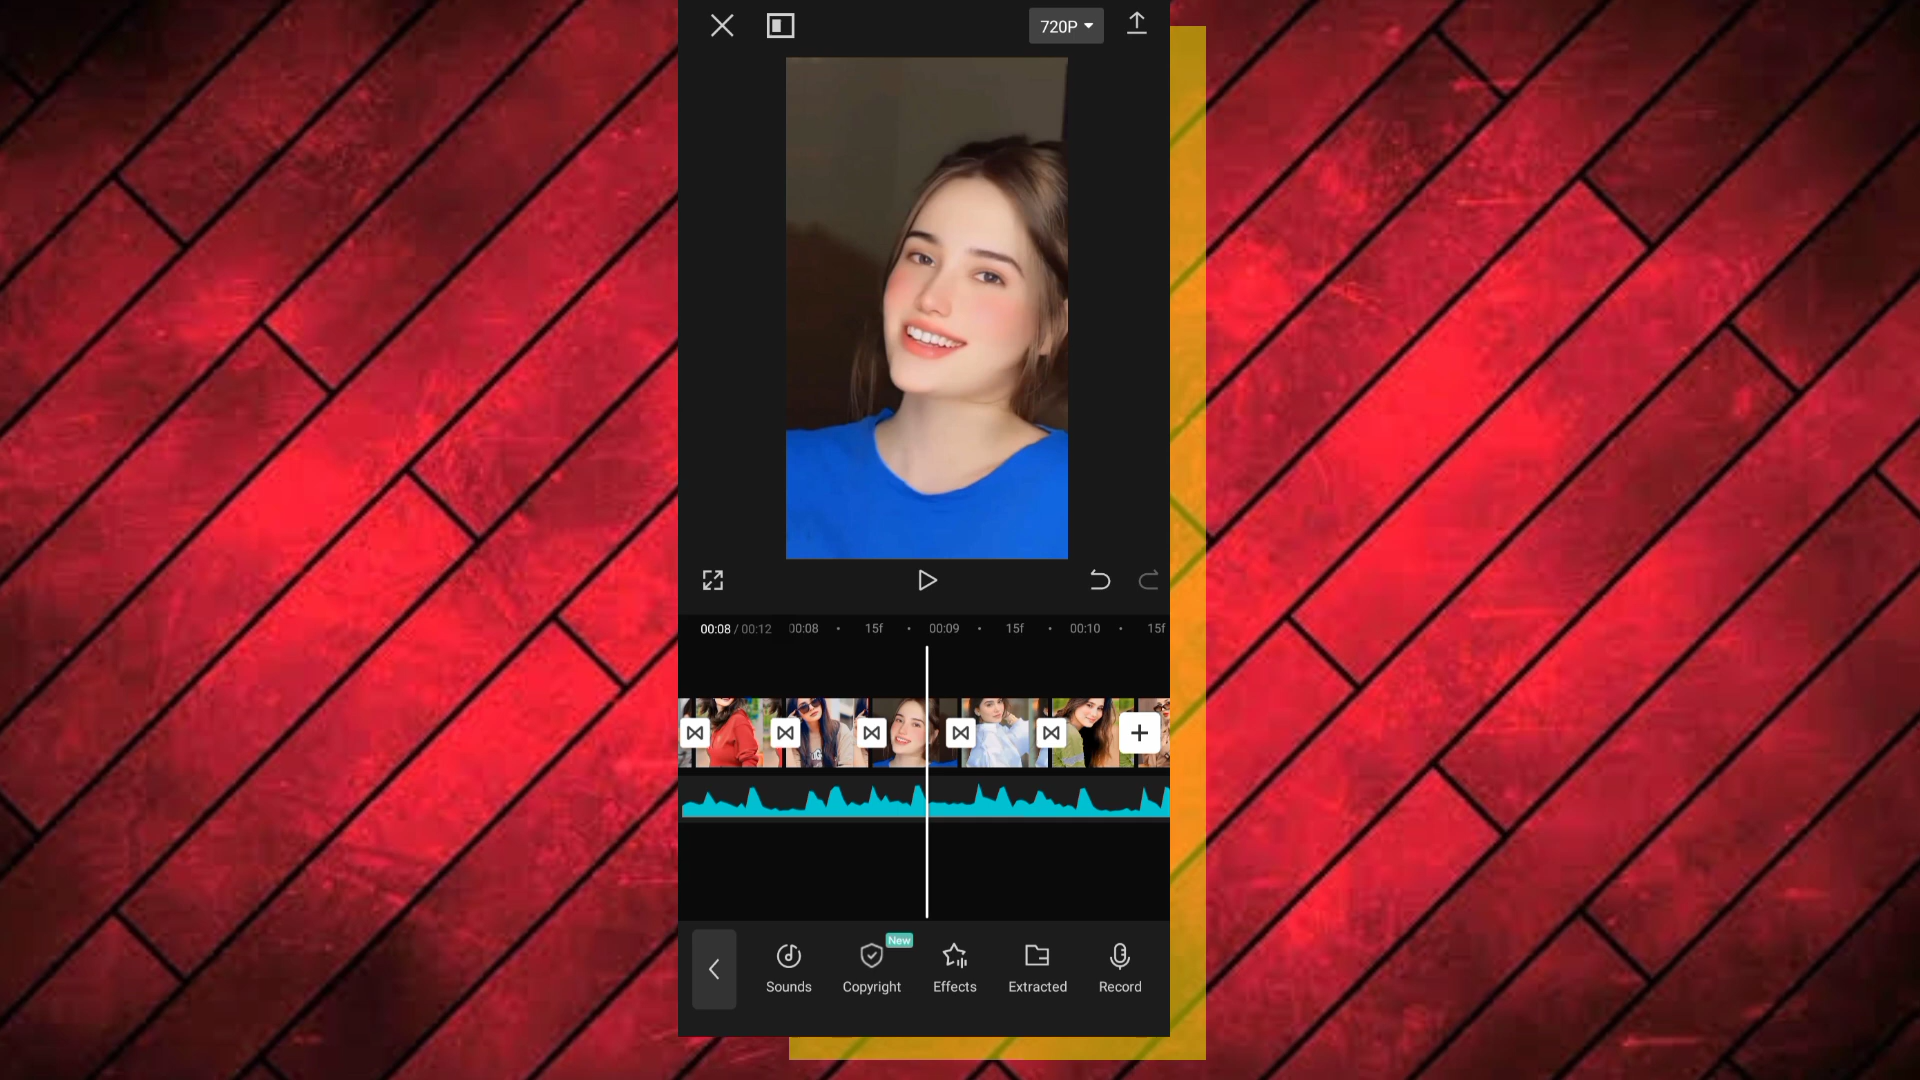 720P
00:08 / 00:12 00:08 15f 00:09 15f 00:10 15f
New
Sounds Copyright Effects Extracted Record